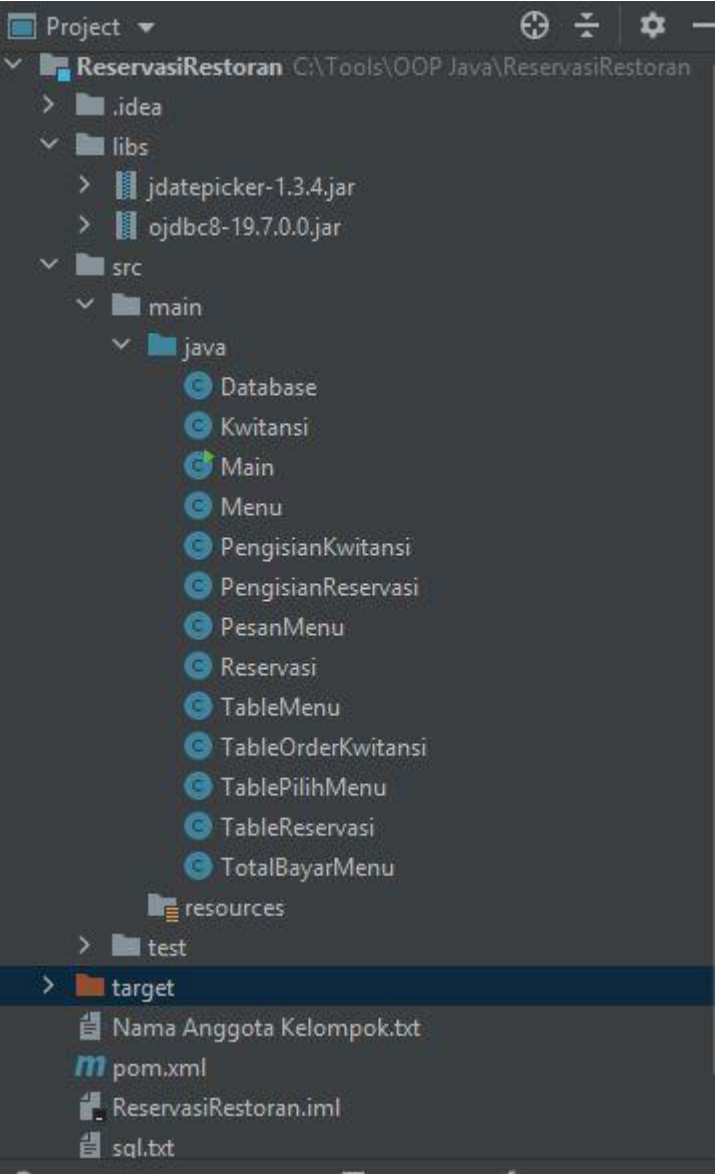 Project
ReservasiRestoran C:\Tools\OOP Java\ReservasiRestoran
.idea
libs
jdatepicker-1.3.4.jar
ojdbc8-19.7.0.0.jar
src
main
java
Database
Kwitansi
Main
Menu
PengisianKwitansi
PengisianReservasi
PesanMenu
Reservasi
TableMenu
TableOrderKwitansi
TablePilihMenu
TableReservasi
TotalBayarMenu
resources
test
target
Nama Anggota Kelompok.txt
pom.xml
ReservasiRestoran.iml
sql.txt